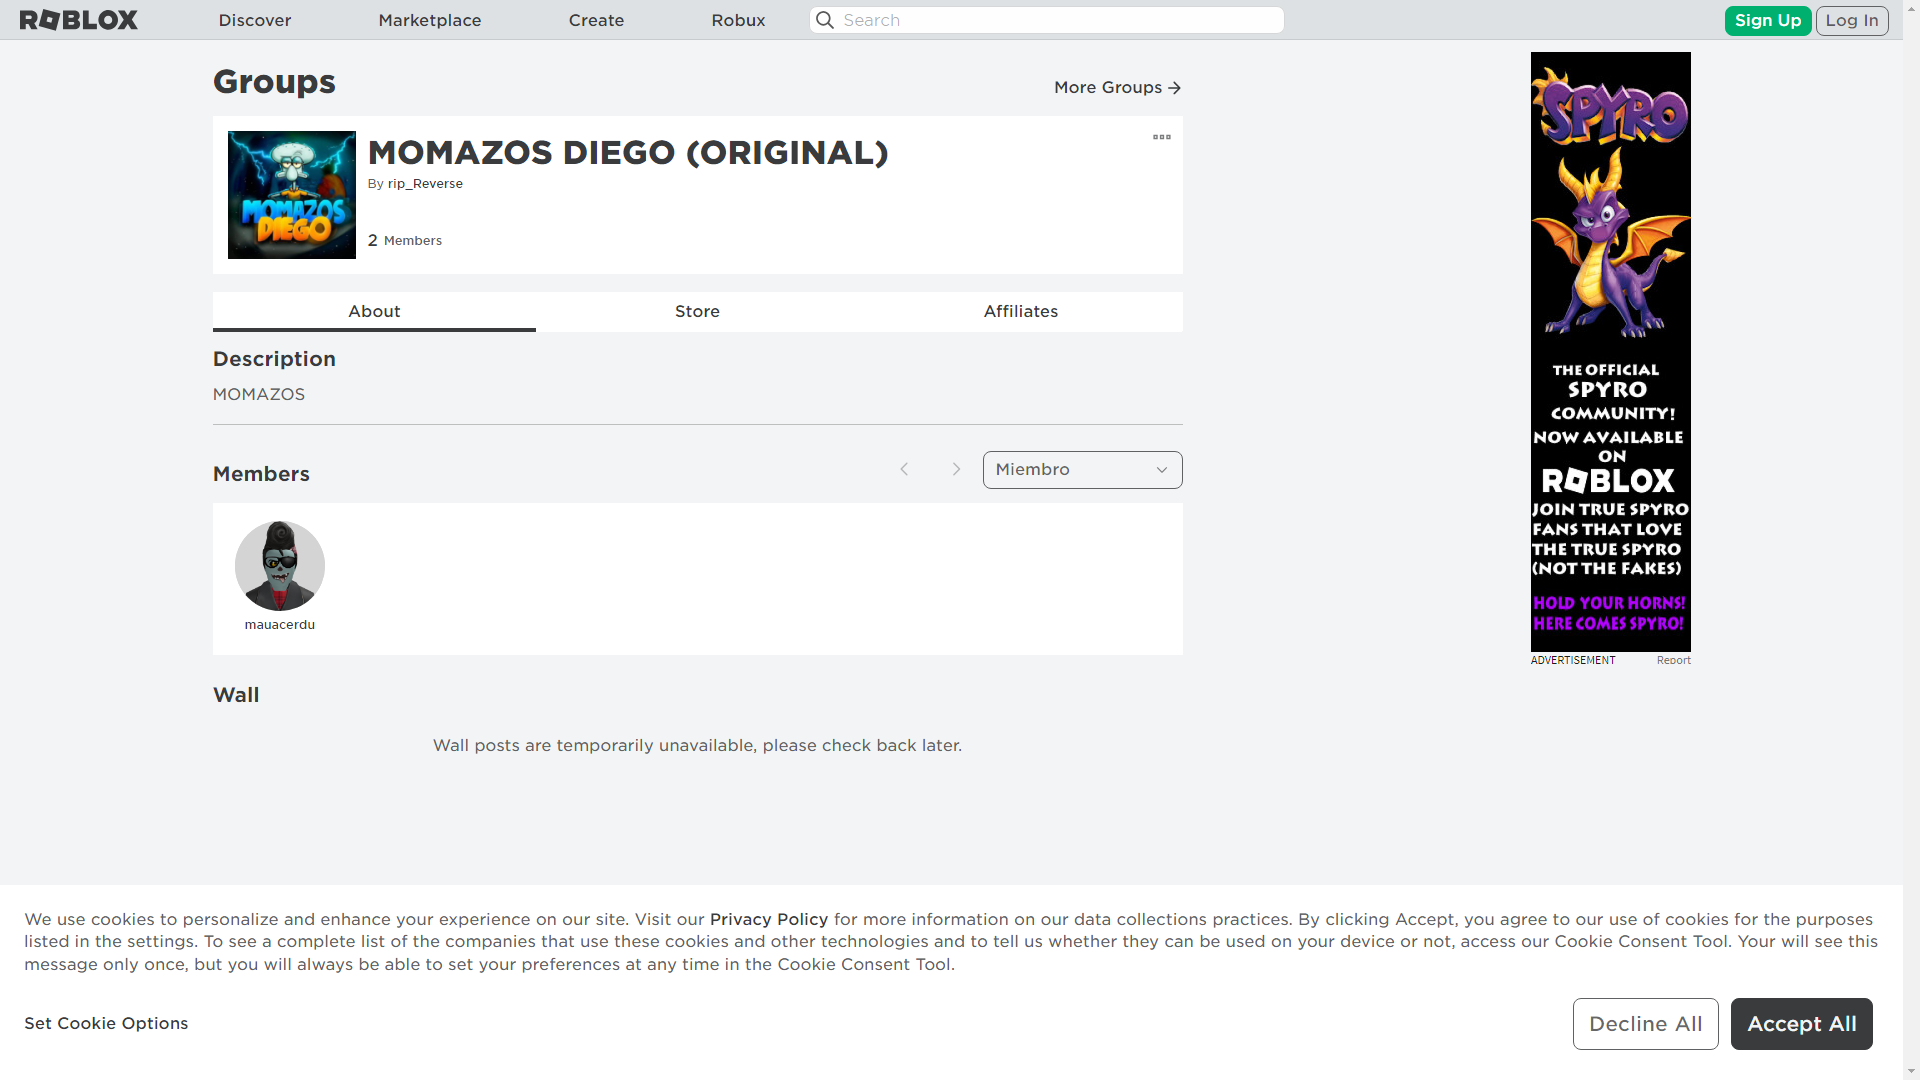 ROBLOX
Discover
Marketplace
Create
Robux
Search
Sign Up
Log In
Groups
More Groups
MOMAZOS DIEGO
MOMAZOS DIEGO (ORIGINAL)
By rip_Reverse
2 Members
About
Store
Affiliates
Description
MOMAZOS
Members
Miembro
mauacerdu
Wall
Wall posts are temporarily unavailable, please check back later.
SPYRO
THE OFFICIAL
SPYRO
COMMUNITY!
NOW AVAILABLE
ON
ROBLOX
JOIN TRUE SPYRO
FANS THAT LOVE
THE TRUE SPYRO
(NOT THE FAKES)
HOLD YOUR HORNS!
HERE COMES SPYRO!
ADVERTISEMENT
Report
We use cookies to personalize and enhance your experience on our site. Visit our Privacy Policy for more information on our data collections practices. By clicking Accept, you agree to our use of cookies for the purposes
listed in the settings. To see a complete list of the companies that use these cookies and other technologies and to tell us whether they can be used on your device or not, access our Cookie Consent Tool. Your will see this
message only once, but you will always be able to set your preferences at any time in the Cookie Consent Tool.
Set Cookie Options
Decline All
Accept All